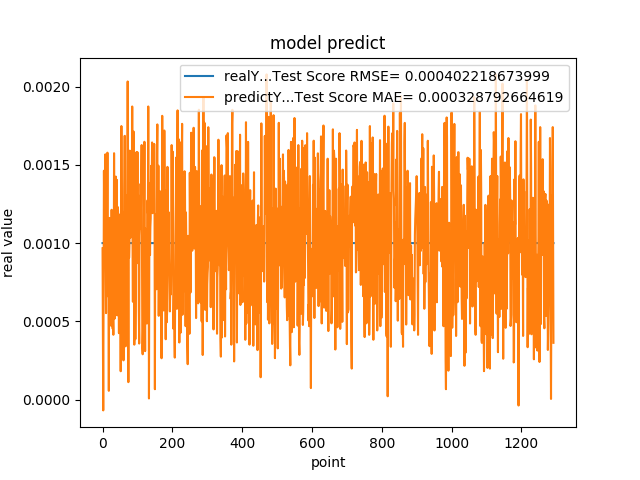 model predict
realY...Test Score RMSE= 0.000402218673999
predictY...Test Score MAE= 0.000328792664619
0.0020
0.0015
0.0010
0.0005
0.0000
real value
0 200 400 600 800 1000 1200
point